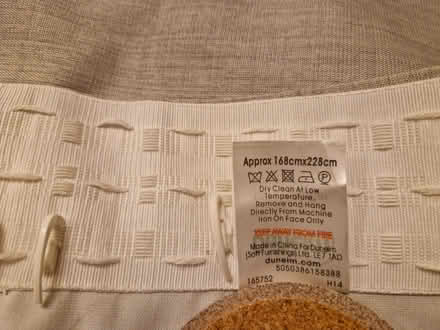 Approx 168cmx228cm
P
Dry Clean At Low
Temperature.
Remove and Hang
Directly From Machine
Iron On Face Only
KEEP AWAY FROM FIRE
Made in China For Dunelm
(Soft Furnishings) Ltd. LE7 1AD
dunelm.com
5050386158388
165752 H14